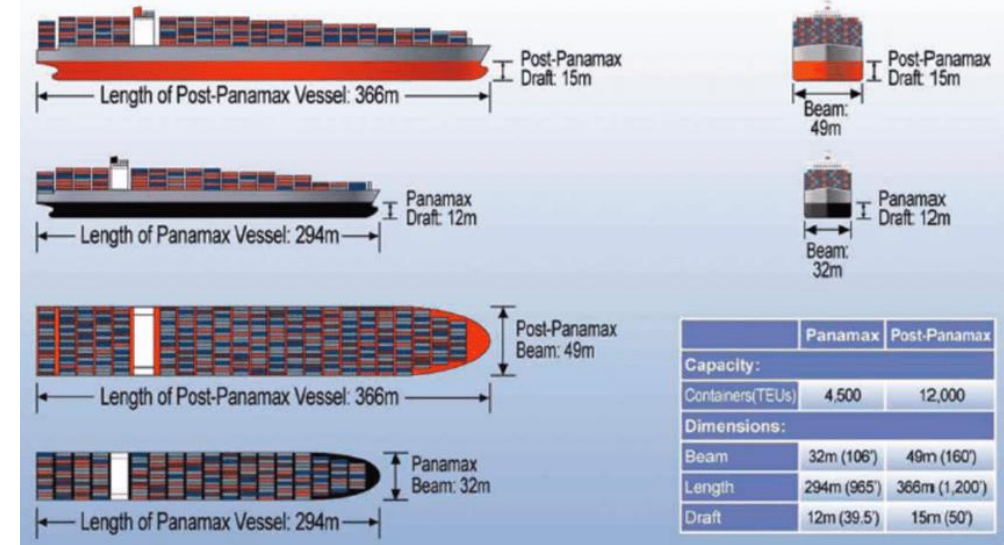 Post-Panamax
Draft: 15m
Length of Post-Panamax Vessel: 366m
Post-Panamax
Draft: 15m
Beam:
49m
Panamax
Draft: 12m
Length of Panamax Vessel: 294m
Panamax
Draft: 12m
Beam:
32m
Post-Panamax
Beam: 49m
Length of Post-Panamax Vessel: 366m
Panamax
Beam: 32m
Length of Panamax Vessel: 294m
Panamax Post-Panamax
Capacity:
Containers(TEUs) 4,500 12,000
Dimensions:
Beam 32m (106') 49m (160')
Length 294m (965') 366m (1,200')
Draft 12m (39.5') 15m (50')